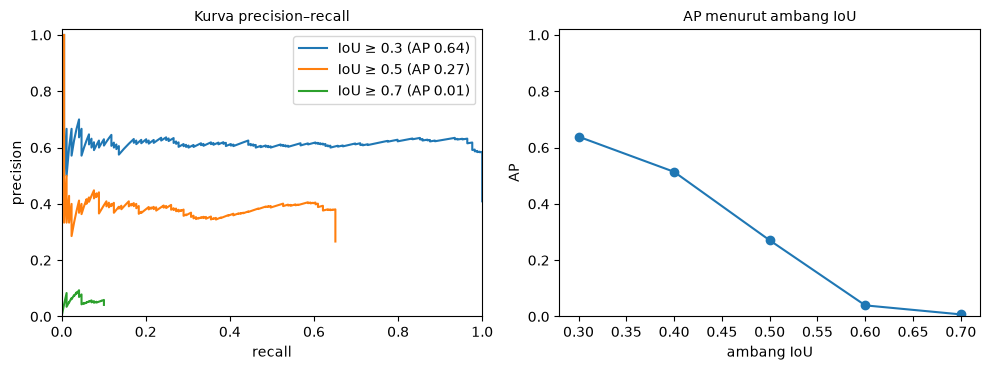 Kurva precision–recall
precision
1.0
0.8
0.6
0.4
0.2
0.0
IoU ≥ 0.3 (AP 0.64)
IoU ≥ 0.5 (AP 0.27)
IoU ≥ 0.7 (AP 0.01)
0.0 0.2 0.4 0.6 0.8 1.0
recall
AP menurut ambang IoU
AP
1.0
0.8
0.6
0.4
0.2
0.0
0.30 0.35 0.40 0.45 0.50 0.55 0.60 0.65 0.70
ambang IoU